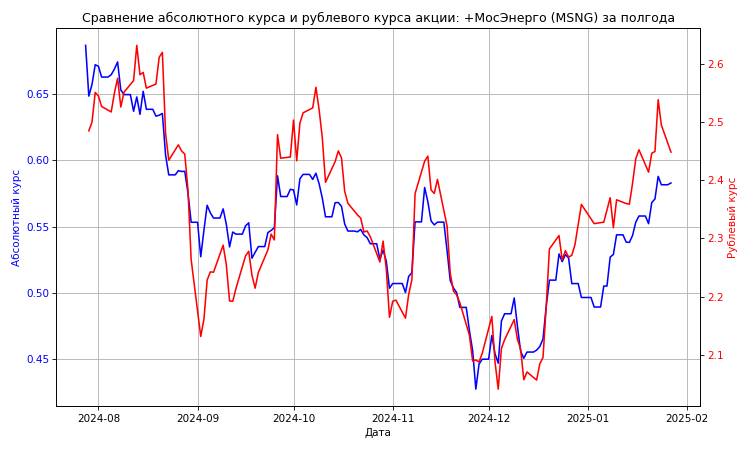 Сравнение абсолютного курса и рублевого курса акции: +МосЭнерго (MSNG) за полгода
Абсолютный курс
0.65
0.60
0.55
0.50
0.45
2.6
2.5
2.4
2.3
2.2
2.1
Рублевый курс
2024-08 2024-09 2024-10 2024-11 2024-12 2025-01 2025-02
Дата